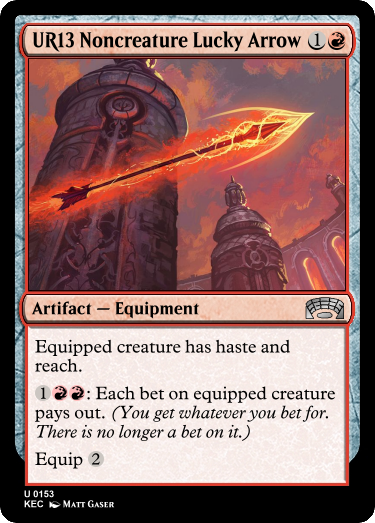 UR13 Noncreature Lucky Arrow 1
Artifact — Equipment
Equipped creature has haste and
reach.
1: Each bet on equipped creature
pays out. (You get whatever you bet for.
There is no longer a bet on it.)
Equip 2
U 0153
KEC Matt Gaser